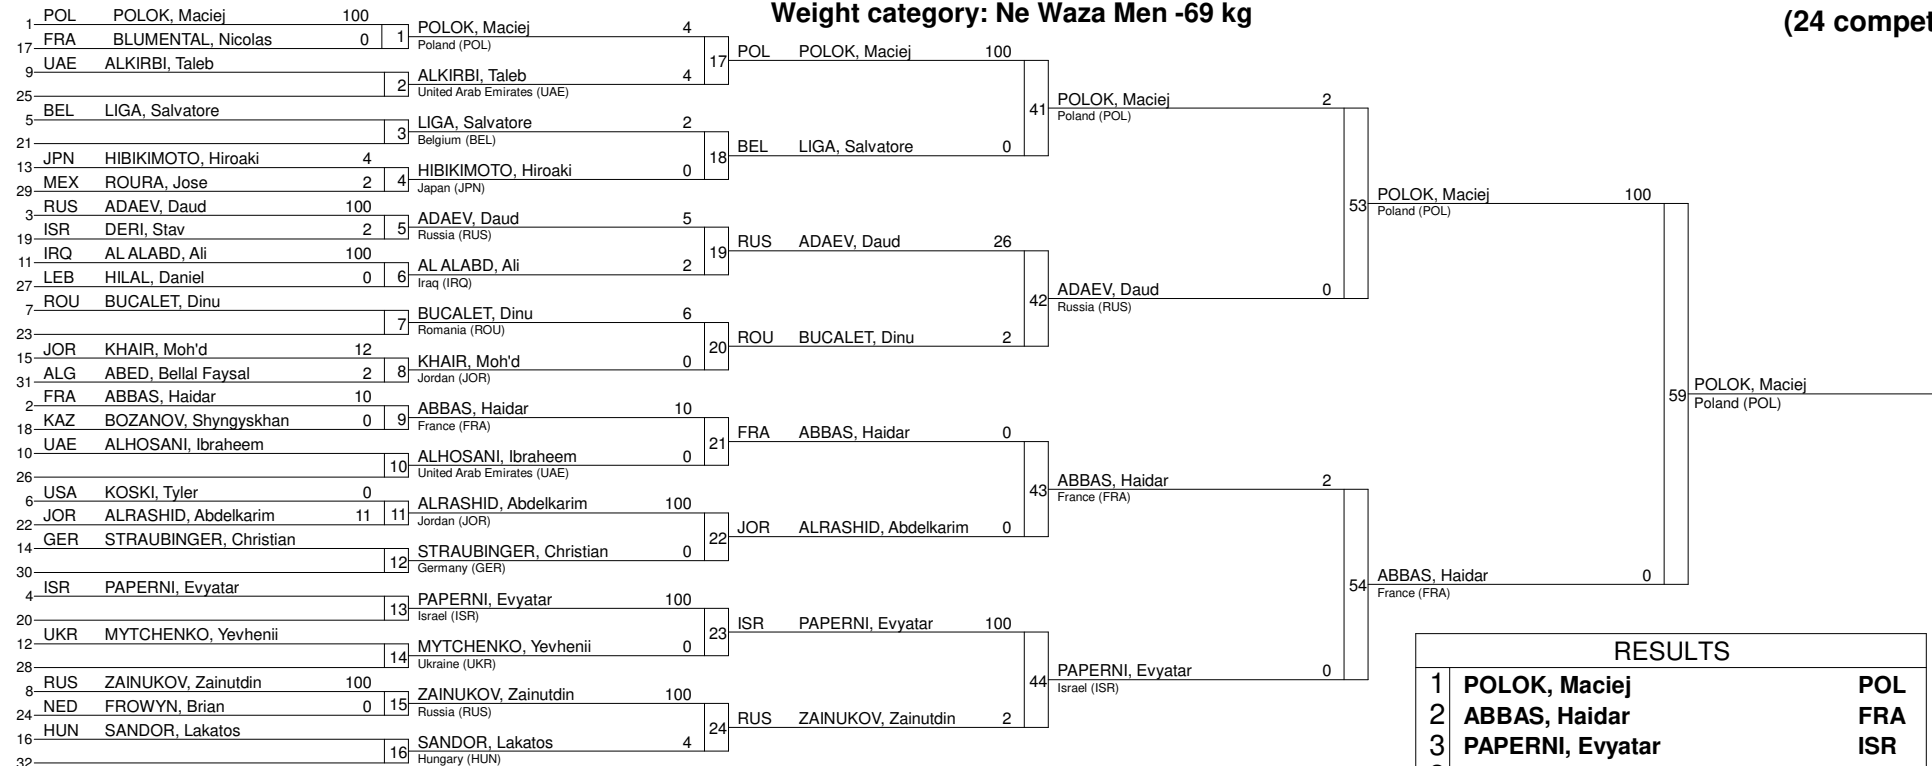 Weight category: Ne Waza Men -69 kg
(24 compet
1 POL POLOK, Maciej 100
17 FRA BLUMENTAL, Nicolas 0
1
9 UAE ALKIRBI, Taleb
25
2
5 BEL LIGA, Salvatore
21
3
13 JPN HIBIKIMOTO, Hiroaki 4
29 MEX ROURA, Jose 2
4
3 RUS ADAEV, Daud 100
19 ISR DERI, Stav 2
5
11 IRQ AL ALABD, Ali 100
27 LEB HILAL, Daniel 0
6
7 ROU BUCALET, Dinu
23
7
15 JOR KHAIR, Moh'd 12
31 ALG ABED, Bellal Faysal 2
8
2 FRA ABBAS, Haidar 10
18 KAZ BOZANOV, Shyngyskhan 0
9
10 UAE ALHOSANI, Ibraheem
26
10
6 USA KOSKI, Tyler 0
22 JOR ALRASHID, Abdelkarim 11
11
14 GER STRAUBINGER, Christian
30
12
4 ISR PAPERNI, Evyatar
20
13
12 UKR MYTCHENKO, Yevhenii
28
14
8 RUS ZAINUKOV, Zainutdin 100
24 NED FROWYN, Brian 0
15
16 HUN SANDOR, Lakatos
32
16
POLOK, Maciej 4
Poland (POL)
17
ALKIRBI, Taleb 4
United Arab Emirates (UAE)
LIGA, Salvatore 2
Belgium (BEL)
18
HIBIKIMOTO, Hiroaki 0
Japan (JPN)
ADAEV, Daud 5
Russia (RUS)
19
AL ALABD, Ali 2
Iraq (IRQ)
BUCALET, Dinu 6
Romania (ROU)
20
KHAIR, Moh'd 0
Jordan (JOR)
ABBAS, Haidar 10
France (FRA)
21
ALHOSANI, Ibraheem 0
United Arab Emirates (UAE)
ALRASHID, Abdelkarim 100
Jordan (JOR)
22
STRAUBINGER, Christian 0
Germany (GER)
PAPERNI, Evyatar 100
Israel (ISR)
23
MYTCHENKO, Yevhenii 0
Ukraine (UKR)
ZAINUKOV, Zainutdin 100
Russia (RUS)
24
SANDOR, Lakatos 4
Hungary (HUN)
POL POLOK, Maciej 100
41
BEL LIGA, Salvatore 0
RUS ADAEV, Daud 26
42
ROU BUCALET, Dinu 2
FRA ABBAS, Haidar 0
43
JOR ALRASHID, Abdelkarim 0
ISR PAPERNI, Evyatar 100
44
RUS ZAINUKOV, Zainutdin 2
POLOK, Maciej 2
Poland (POL)
53
ADAEV, Daud 0
Russia (RUS)
ABBAS, Haidar 2
France (FRA)
54
PAPERNI, Evyatar 0
Israel (ISR)
POLOK, Maciej 100
Poland (POL)
59
ABBAS, Haidar 0
France (FRA)
POLOK, Maciej
Poland (POL)
RESULTS
1 POLOK, Maciej POL
2 ABBAS, Haidar FRA
3 PAPERNI, Evyatar ISR